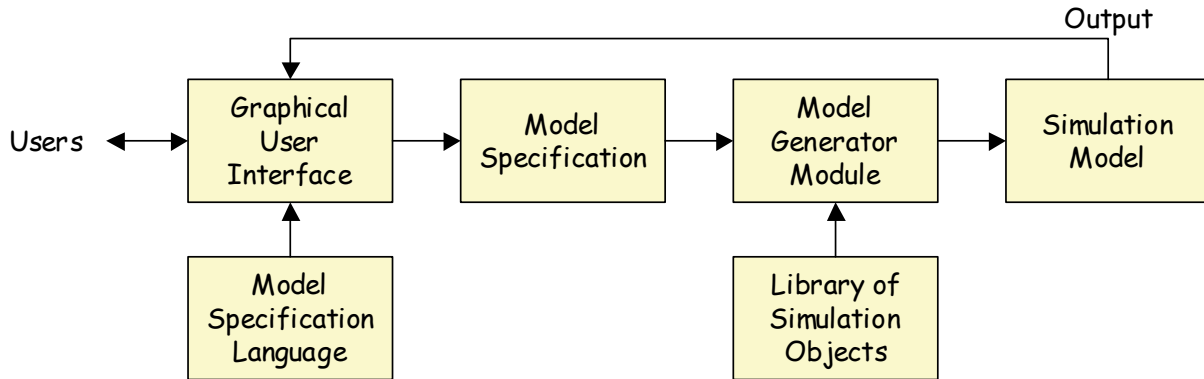 Output
Users
Graphical
User
Interface
Model
Specification
Model
Generator
Module
Simulation
Model
Model
Specification
Language
Library of
Simulation
Objects